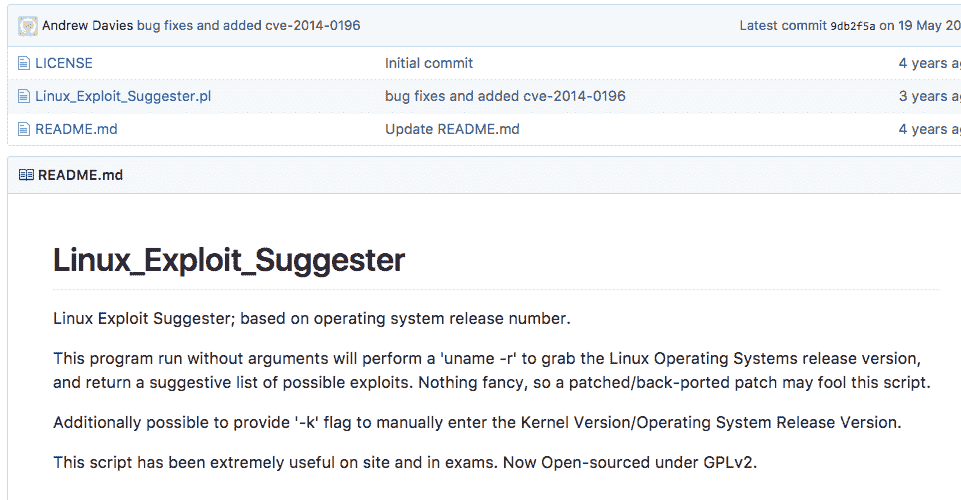 Andrew Davies bug fixes and added cve-2014-0196 Latest commit 9db2f5a on 19 May 20
LICENSE Initial commit 4 years ag
Linux_Exploit_Suggester.pl bug fixes and added cve-2014-0196 3 years ag
README.md Update README.md 4 years ag
README.md
Linux_Exploit_Suggester
Linux Exploit Suggester; based on operating system release number.
This program run without arguments will perform a 'uname -r' to grab the Linux Operating Systems release version,
and return a suggestive list of possible exploits. Nothing fancy, so a patched/back-ported patch may fool this script.
Additionally possible to provide '-k' flag to manually enter the Kernel Version/Operating System Release Version.
This script has been extremely useful on site and in exams. Now Open-sourced under GPLv2.